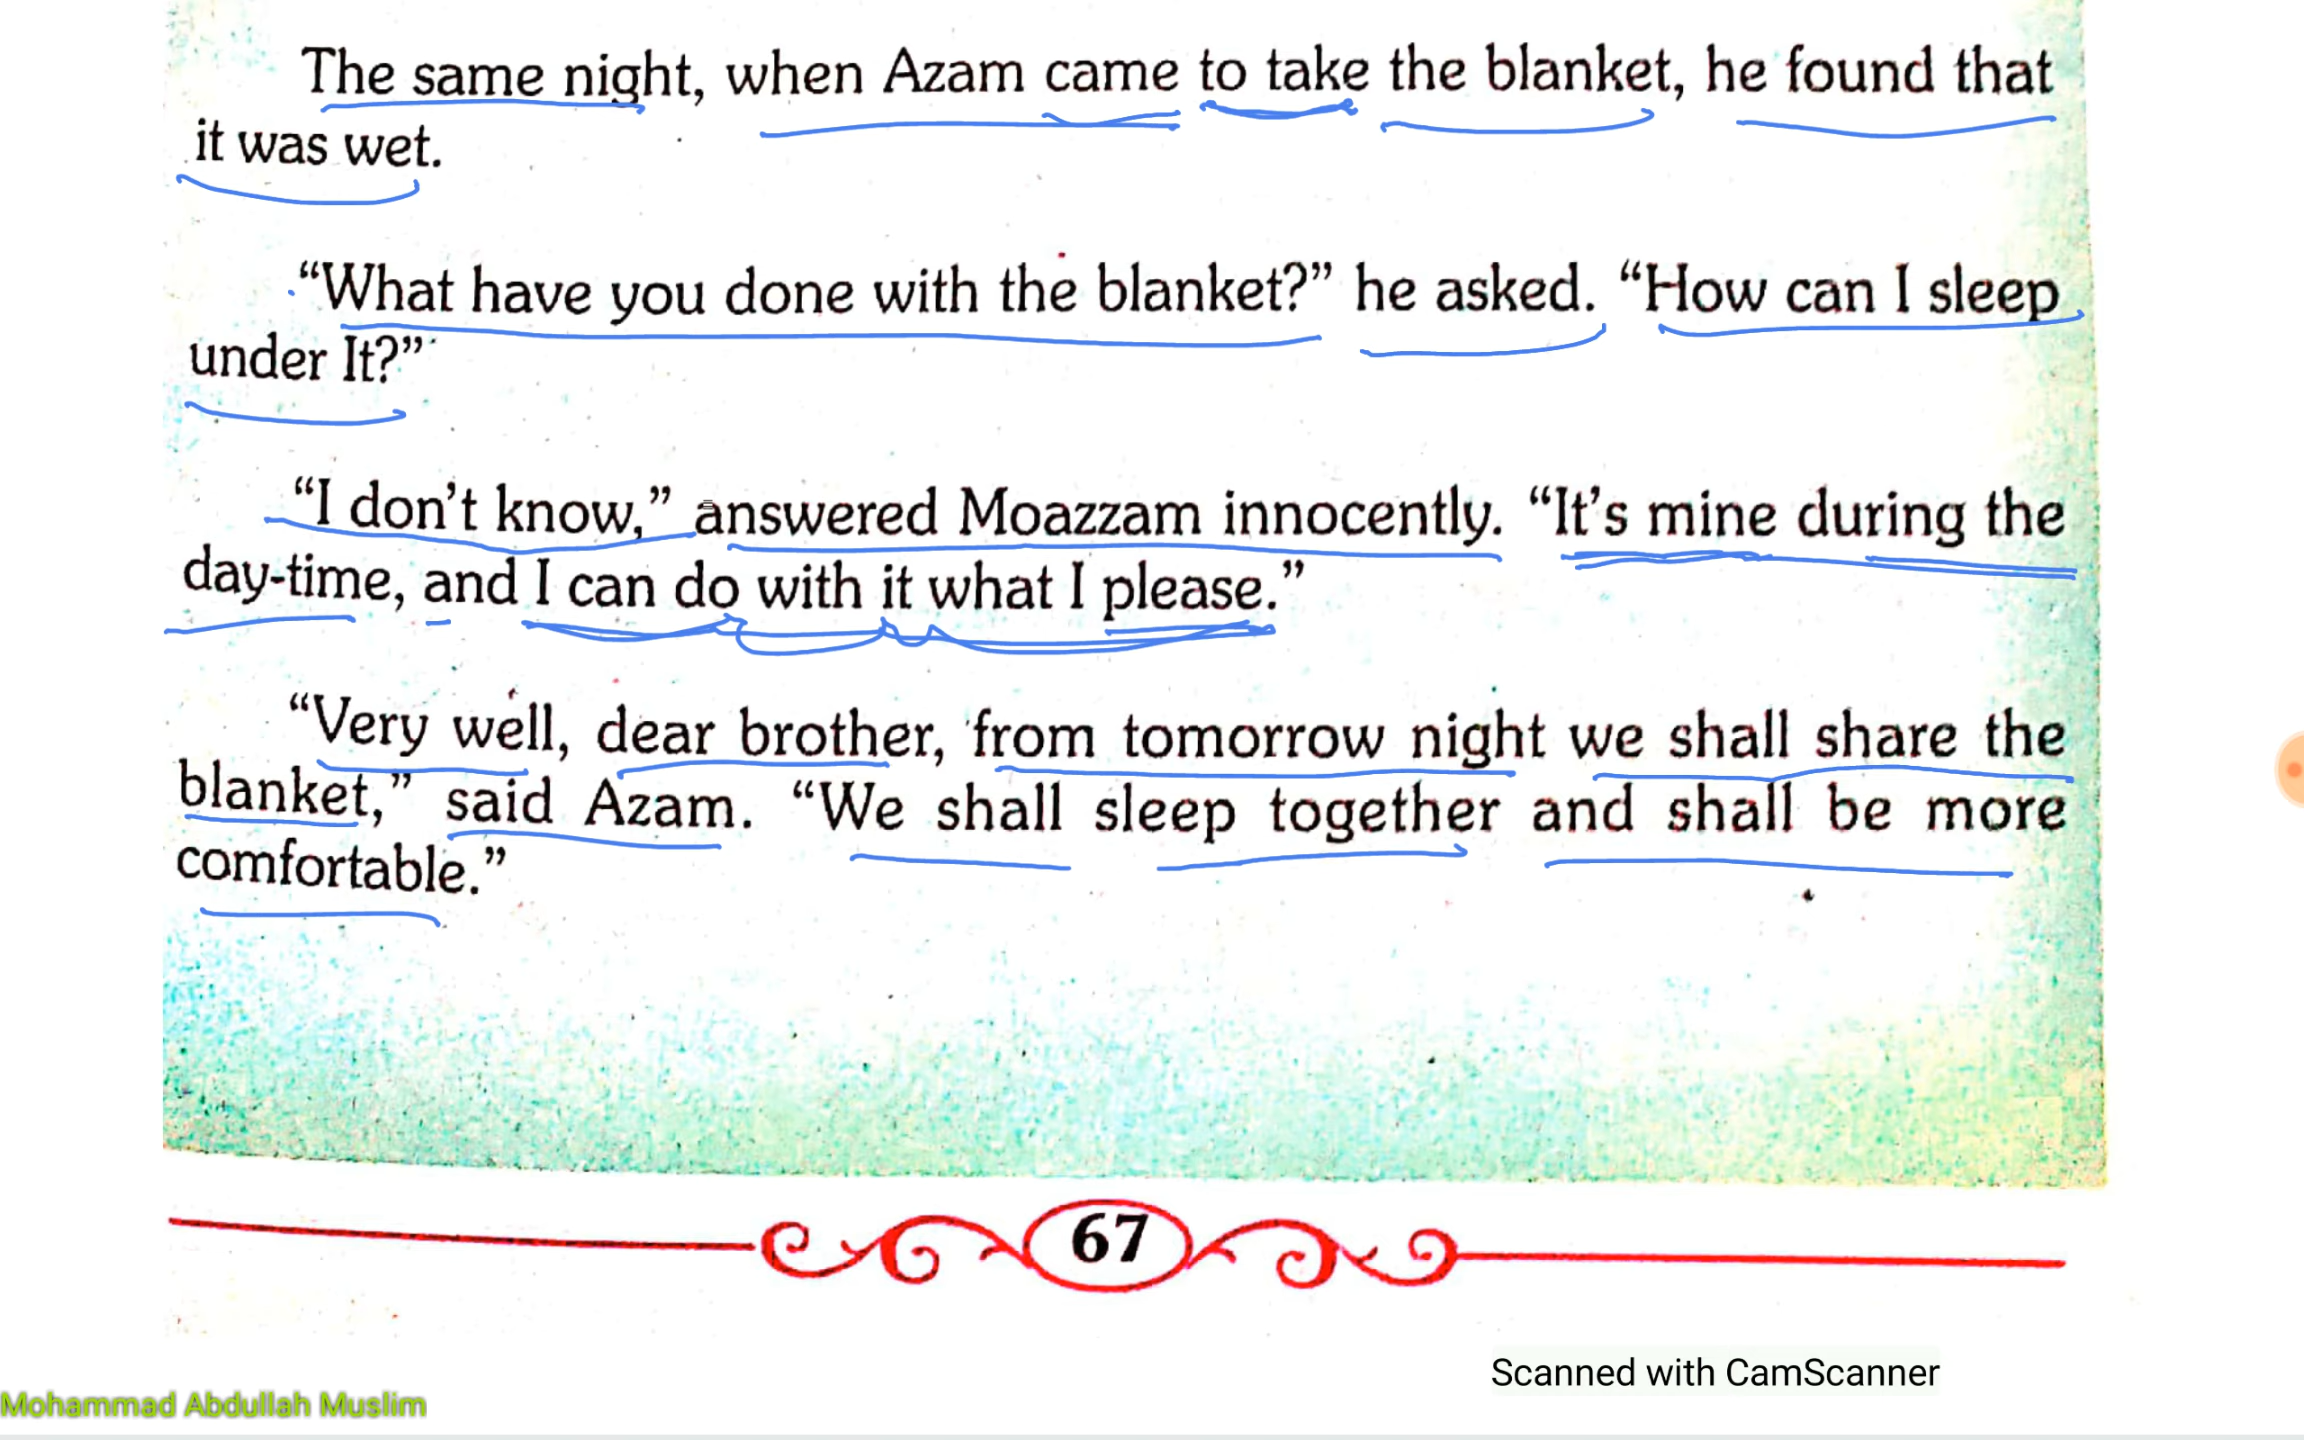 The same night, when Azam came to take the blanket, he found that
it was wet.
“What have you done with the blanket?” he asked. “How can I sleep
under It?”
“I don’t know,” answered Moazzam innocently. “It’s mine during the
day-time, and I can do with it what I please.”
“Very well, dear brother, from tomorrow night we shall share the
blanket,” said Azam. “We shall sleep together and shall be more
comfortable.”
67
Scanned with CamScanner
Mohammad Abdullah Muslim